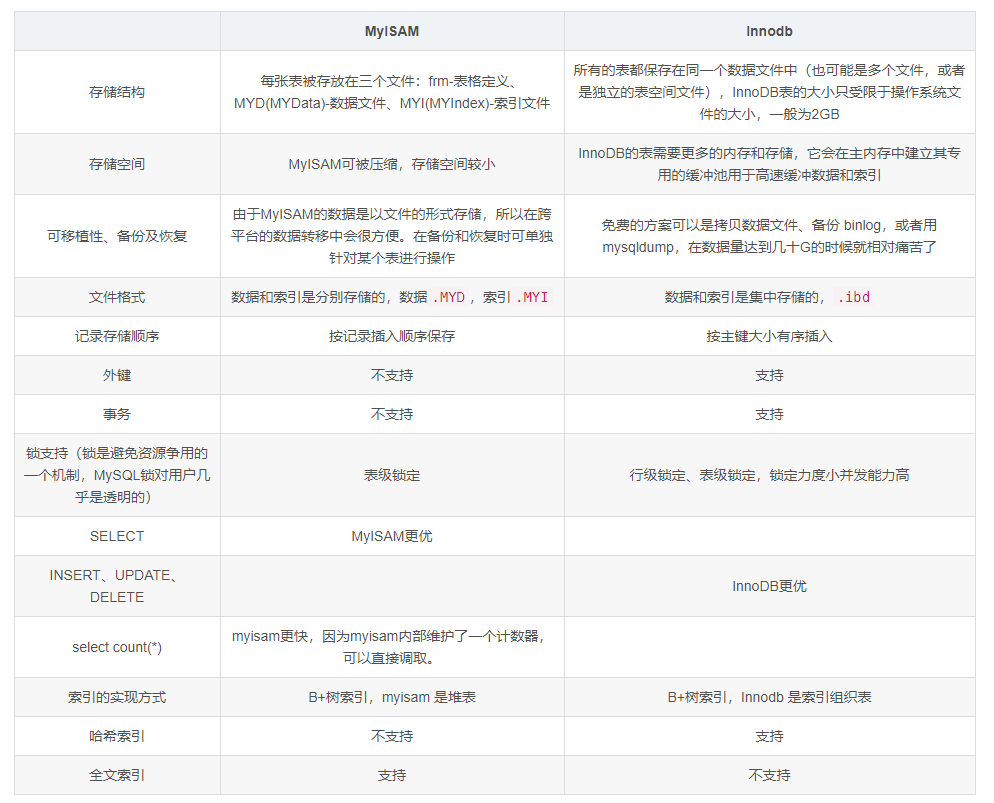 MyISAM
Innodb
存储结构
每张表被存放在三个文件：frm-表格定义、
MYD(MYData)-数据文件、MYI(MYIndex)-索引文件
所有的表都保存在同一个数据文件中（也可能是多个文件，或者
是独立的表空间文件），InnoDB表的大小只受限于操作系统文
件的大小，一般为2GB
存储空间
MyISAM可被压缩，存储空间较小
InnoDB的表需要更多的内存和存储，它会在主内存中建立其专
用的缓冲池用于高速缓冲数据和索引
可移植性、备份及恢复
由于MyISAM的数据是以文件的形式存储，所以在跨
平台的数据转移中会很方便。在备份和恢复时可单独
针对某个表进行操作
免费的方案可以是拷贝数据文件、备份 binlog，或者用
mysqldump，在数据量达到几十G的时候就相对痛苦了
文件格式
数据和索引是分别存储的，数据 .MYD ，索引 .MYI
数据和索引是集中存储的， .ibd
记录存储顺序
按记录插入顺序保存
按主键大小有序插入
外键
不支持
支持
事务
不支持
支持
锁支持（锁是避免资源争用的
一个机制，MySQL锁对用户几
乎是透明的）
表级锁定
行级锁定、表级锁定，锁定力度小并发能力高
SELECT
MyISAM更优
INSERT、UPDATE、
DELETE
InnoDB更优
select count(*)
myisam更快，因为myisam内部维护了一个计数器，
可以直接调取。
索引的实现方式
B+树索引，myisam 是堆表
B+树索引，Innodb 是索引组织表
哈希索引
不支持
支持
全文索引
支持
不支持